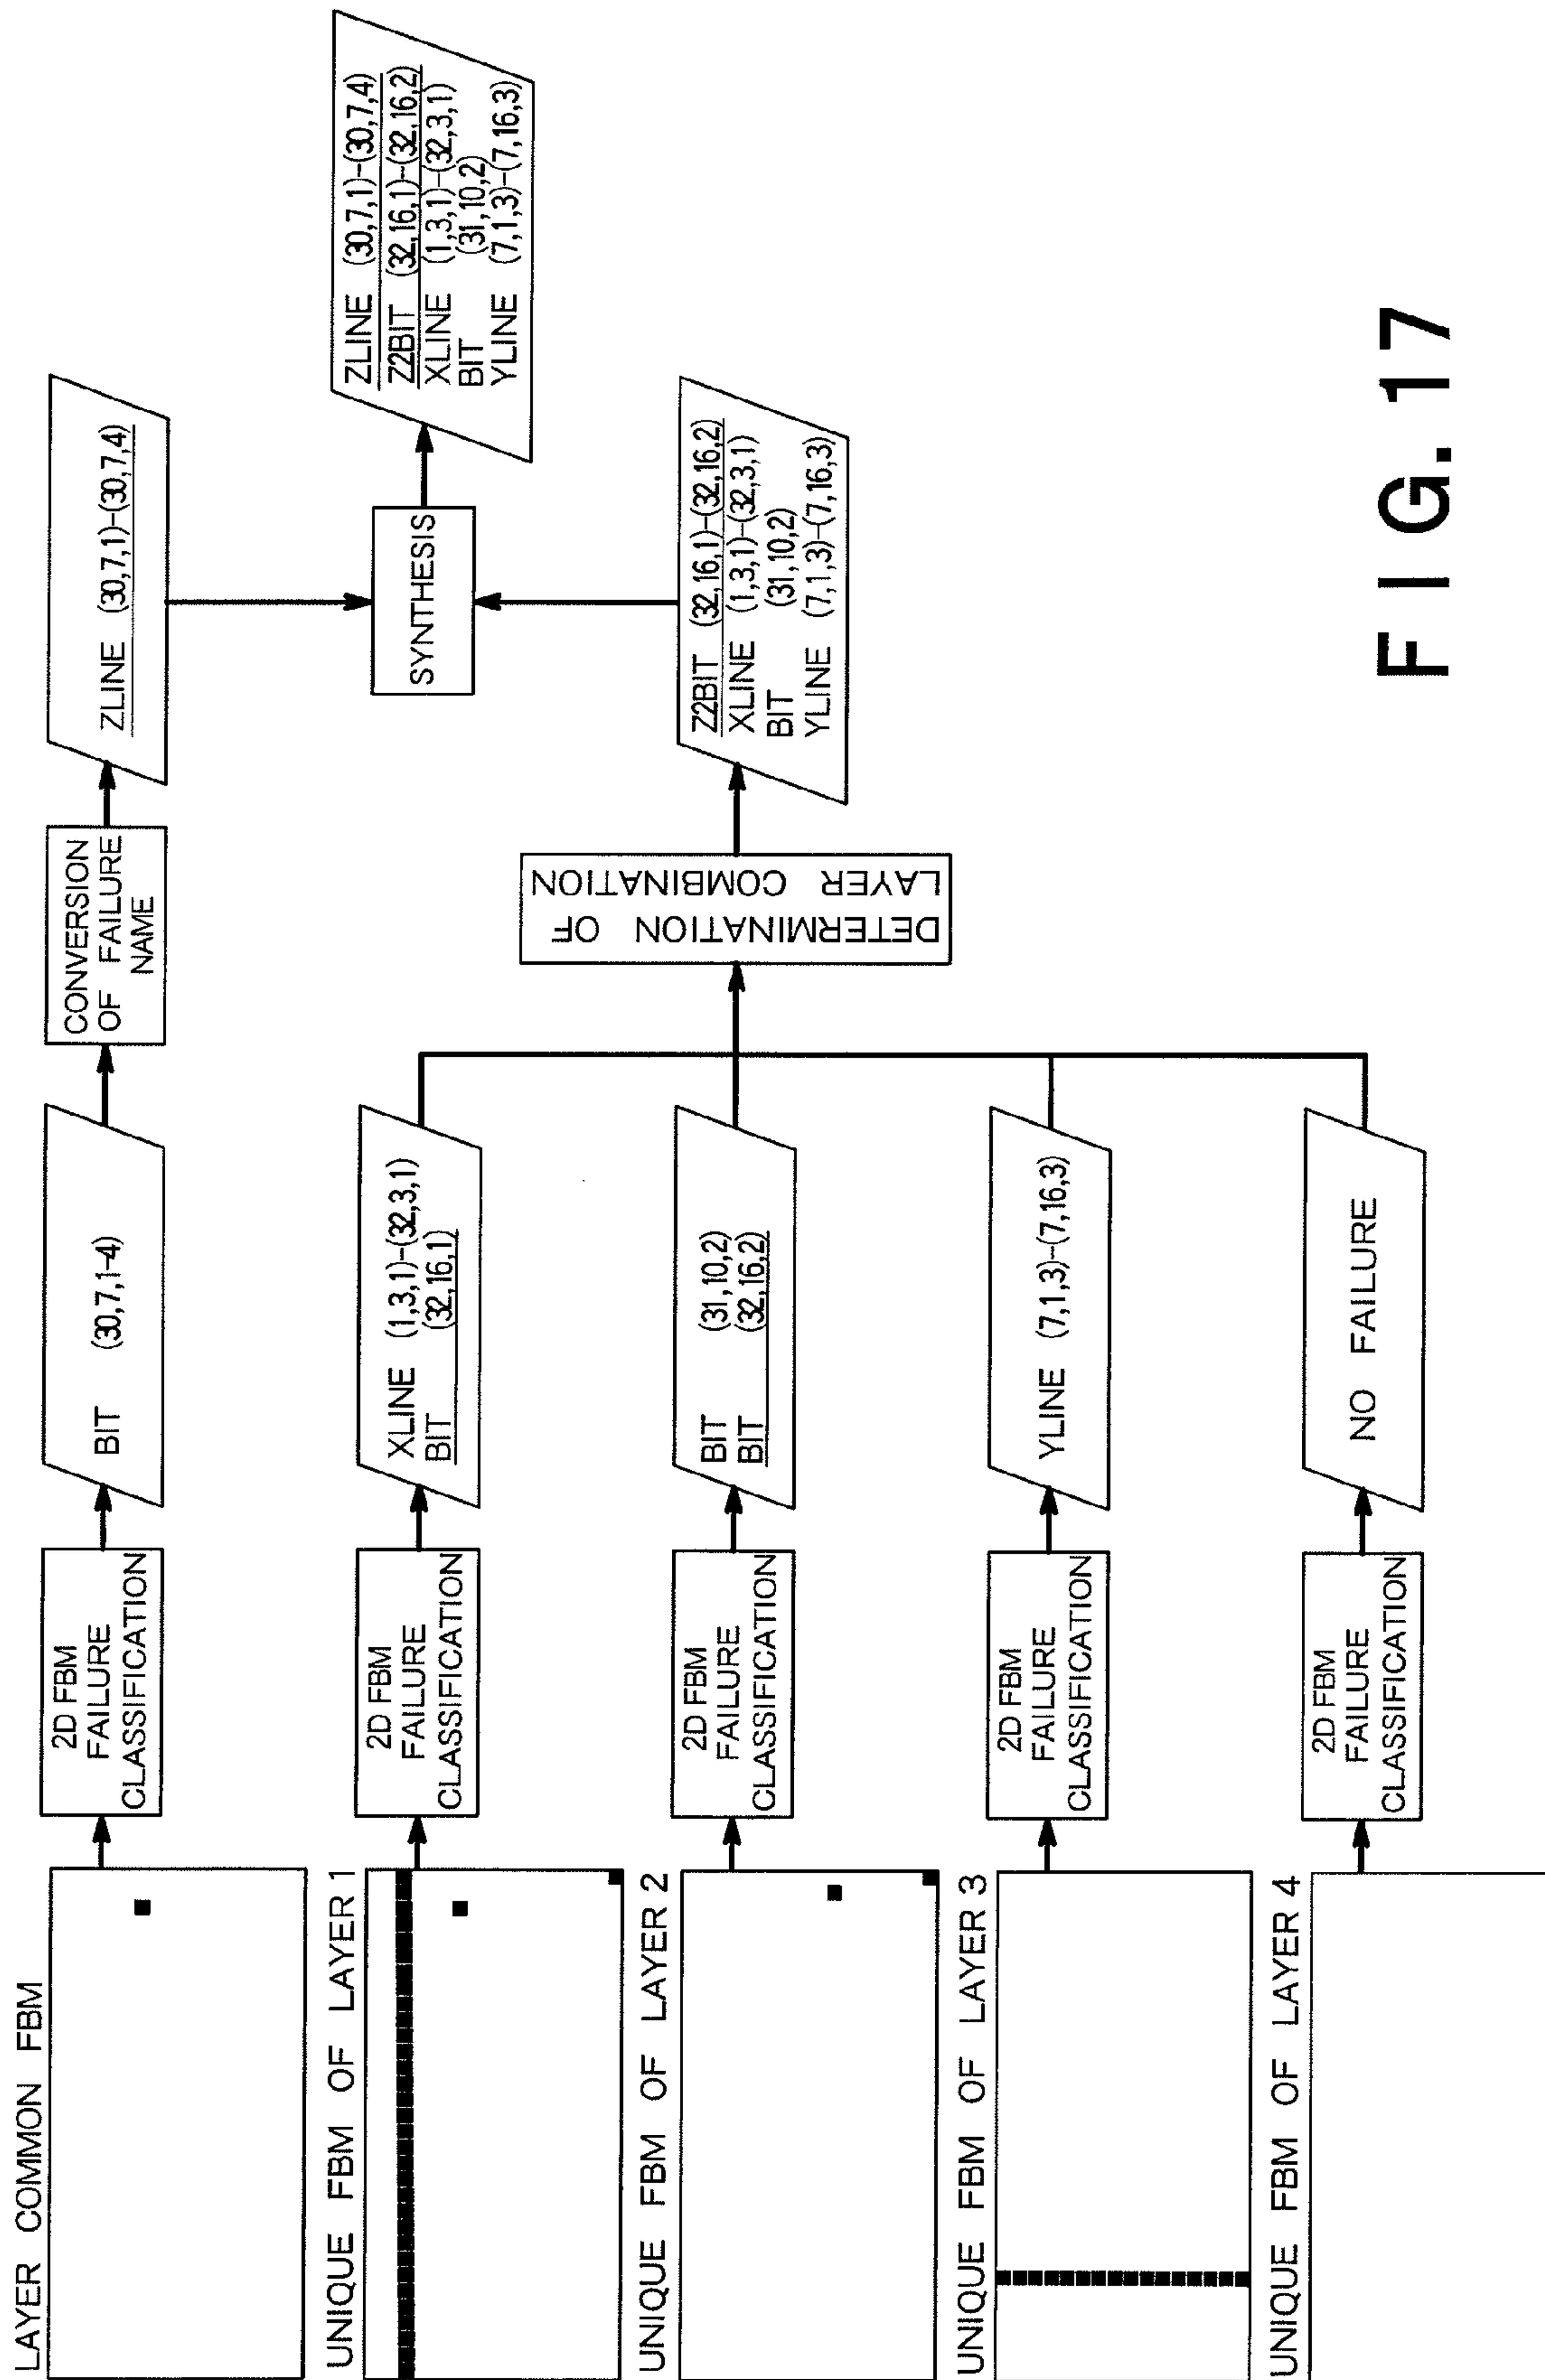 LAYER COMMON FBM
2D FBM
FAILURE
CLASSIFICATION
BIT (30,7,1-4)
CONVERSION
OF FAILURE
NAME
ZLINE (30,7,1)-(30,7,4)
UNIQUE FBM OF LAYER 1
2D FBM
FAILURE
CLASSIFICATION
XLINE (1,3,1)-(32,3,1)
BIT (32,16,1)
SYNTHESIS
ZLINE (30,7,1)-(30,7,4)
Z2BIT (32,16,1)-(32,16,2)
XLINE (1,3,1)-(32,3,1)
BIT (31,10,2)
YLINE (7,1,3)-(7,16,3)
UNIQUE FBM OF LAYER 2
2D FBM
FAILURE
CLASSIFICATION
BIT (31,10,2)
BIT (32,16,2)
DETERMINATION OF
LAYER COMBINATION
Z2BIT (32,16,1)-(32,16,2)
XLINE (1,3,1)-(32,3,1)
BIT (31,10,2)
YLINE (7,1,3)-(7,16,3)
UNIQUE FBM OF LAYER 3
2D FBM
FAILURE
CLASSIFICATION
YLINE (7,1,3)-(7,16,3)
UNIQUE FBM OF LAYER 4
2D FBM
FAILURE
CLASSIFICATION
NO FAILURE
FIG. 17